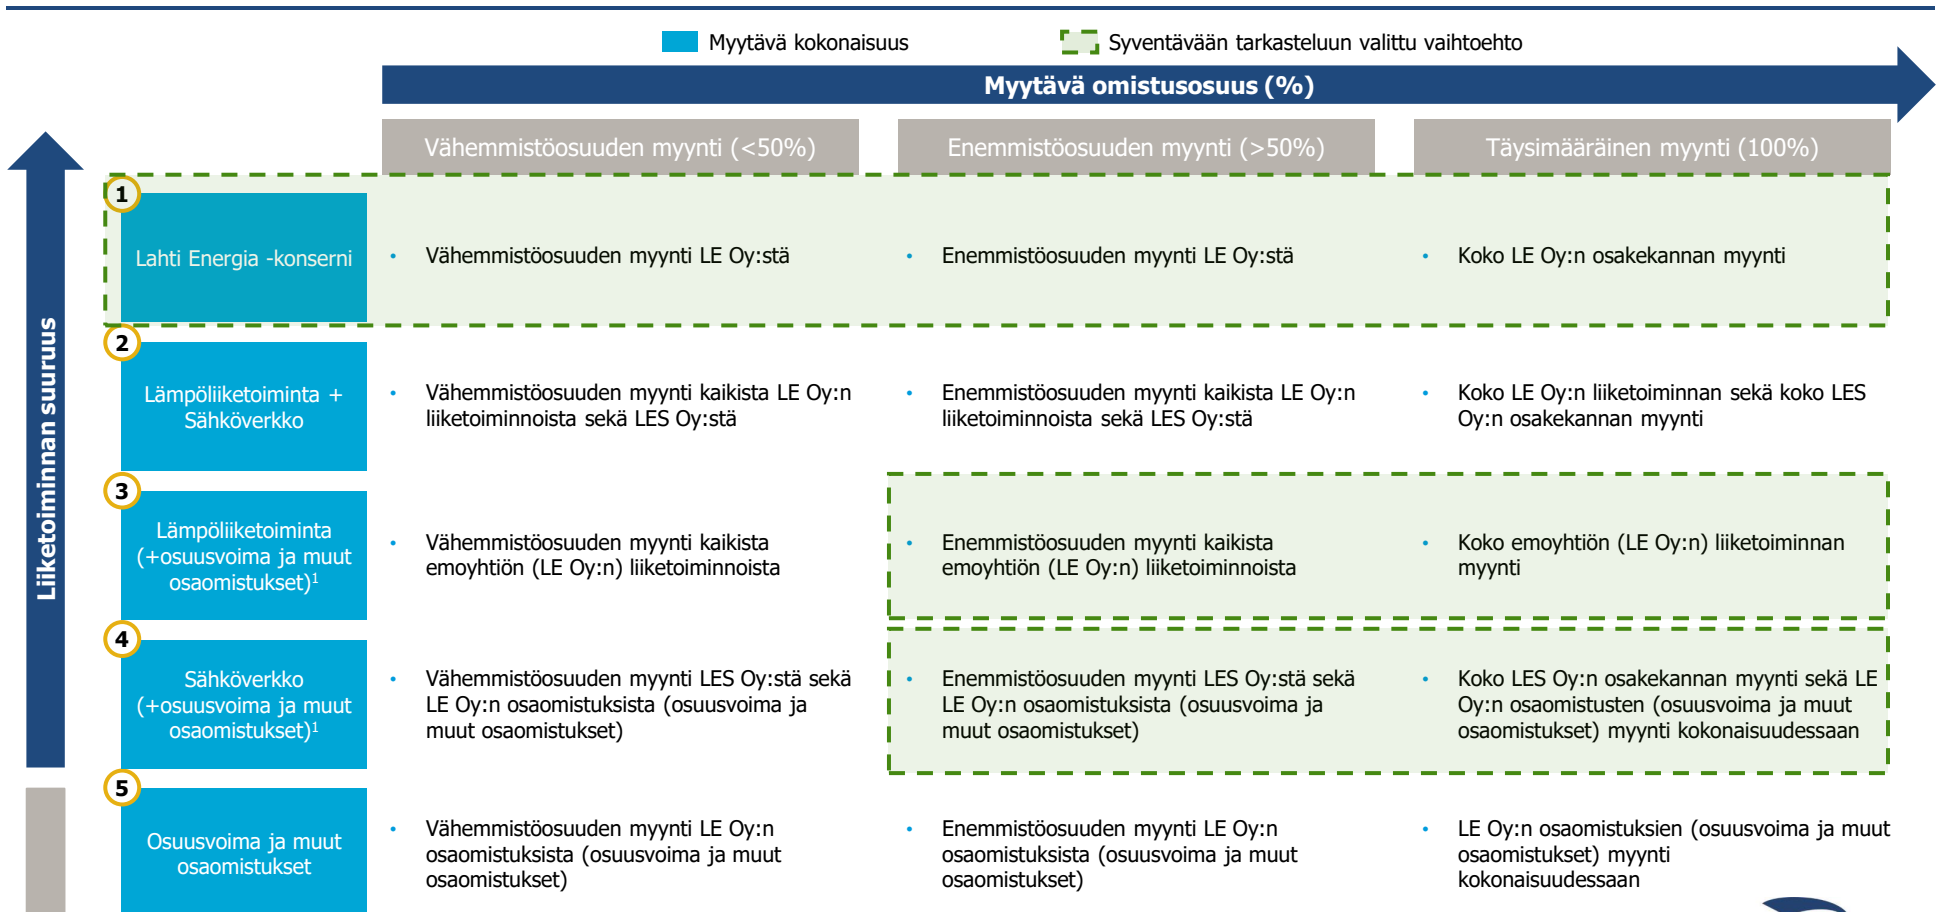 Myytävä kokonaisuus
Syventävään tarkasteluun valittu vaihtoehto
Myytävä omistusosuus (%)
Vähemmistöosuuden myynti (<50%)
Enemmistöosuuden myynti (>50%)
Täysimääräinen myynti (100%)
Liiketoiminnan suuruus
1
Lahti Energia -konserni
• Vähemmistöosuuden myynti LE Oy:stä
• Enemmistöosuuden myynti LE Oy:stä
• Koko LE Oy:n osakekannan myynti
2
Lämpöliiketoiminta +
Sähköverkko
• Vähemmistöosuuden myynti kaikista LE Oy:n
liiketoiminnoista sekä LES Oy:stä
• Enemmistöosuuden myynti kaikista LE Oy:n
liiketoiminnoista sekä LES Oy:stä
• Koko LE Oy:n liiketoiminnan sekä koko LES
Oy:n osakekannan myynti
3
Lämpöliiketoiminta
(+osuusvoima ja muut
osaomistukset)¹
• Vähemmistöosuuden myynti kaikista
emoyhtiön (LE Oy:n) liiketoiminnoista
• Enemmistöosuuden myynti kaikista
emoyhtiön (LE Oy:n) liiketoiminnoista
• Koko emoyhtiön (LE Oy:n) liiketoiminnan
myynti
4
Sähköverkko
(+osuusvoima ja muut
osaomistukset)¹
• Vähemmistöosuuden myynti LES Oy:stä sekä
LE Oy:n osaomistuksista (osuusvoima ja
muut osaomistukset)
• Enemmistöosuuden myynti LES Oy:stä sekä
LE Oy:n osaomistuksista (osuusvoima ja
muut osaomistukset)
• Koko LES Oy:n osakekannan myynti sekä LE
Oy:n osaomistusten (osuusvoima ja muut
osaomistukset) myynti kokonaisuudessaan
5
Osuusvoima ja muut
osaomistukset
• Vähemmistöosuuden myynti LE Oy:n
osaomistuksista (osuusvoima ja muut
osaomistukset)
• Enemmistöosuuden myynti LE Oy:n
osaomistuksista (osuusvoima ja muut
osaomistukset)
• LE Oy:n osaomistuksien (osuusvoima ja muut
osaomistukset) myynti
kokonaisuudessaan